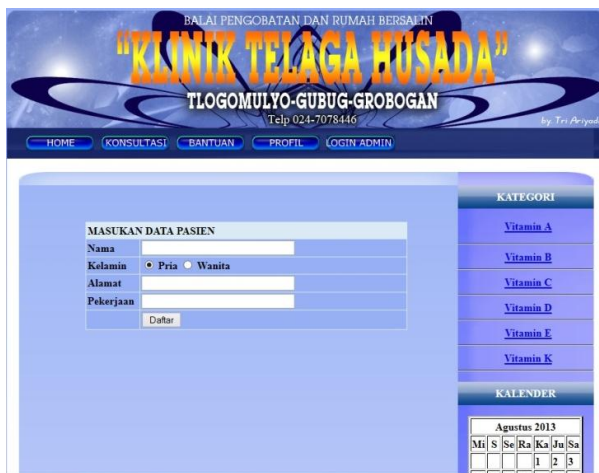 BALAI PENGOBATAN DAN RUMAH BERSALIN
“KLINIK TELAGA HUSADA”
TLOGOMULYO-GUBUG-GROBOGAN
Telp 024-7078446
by. Tri Ariyadi
HOME KONSULTASI BANTUAN PROFIL LOGIN ADMIN
MASUKAN DATA PASIEN
Nama
Kelamin Pria Wanita
Alamat
Pekerjaan
Daftar
KATEGORI
Vitamin A
Vitamin B
Vitamin C
Vitamin D
Vitamin E
Vitamin K
KALENDER
Agustus 2013
Mi S Se Ra Ka Ju Sa
1 2 3